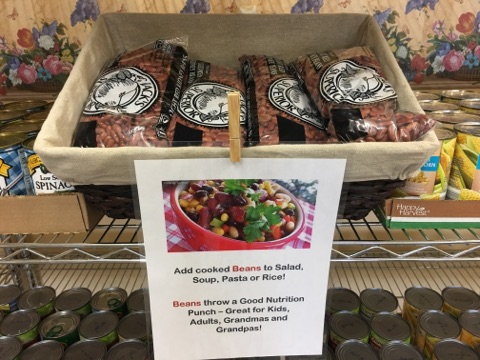 LOW SODIUM
SPINACH
Add cooked Beans to Salad,
Soup, Pasta or Rice!
Beans throw a Good Nutrition
Punch – Great for Kids,
Adults, Grandmas and
Grandpas!
Happy
Harvest